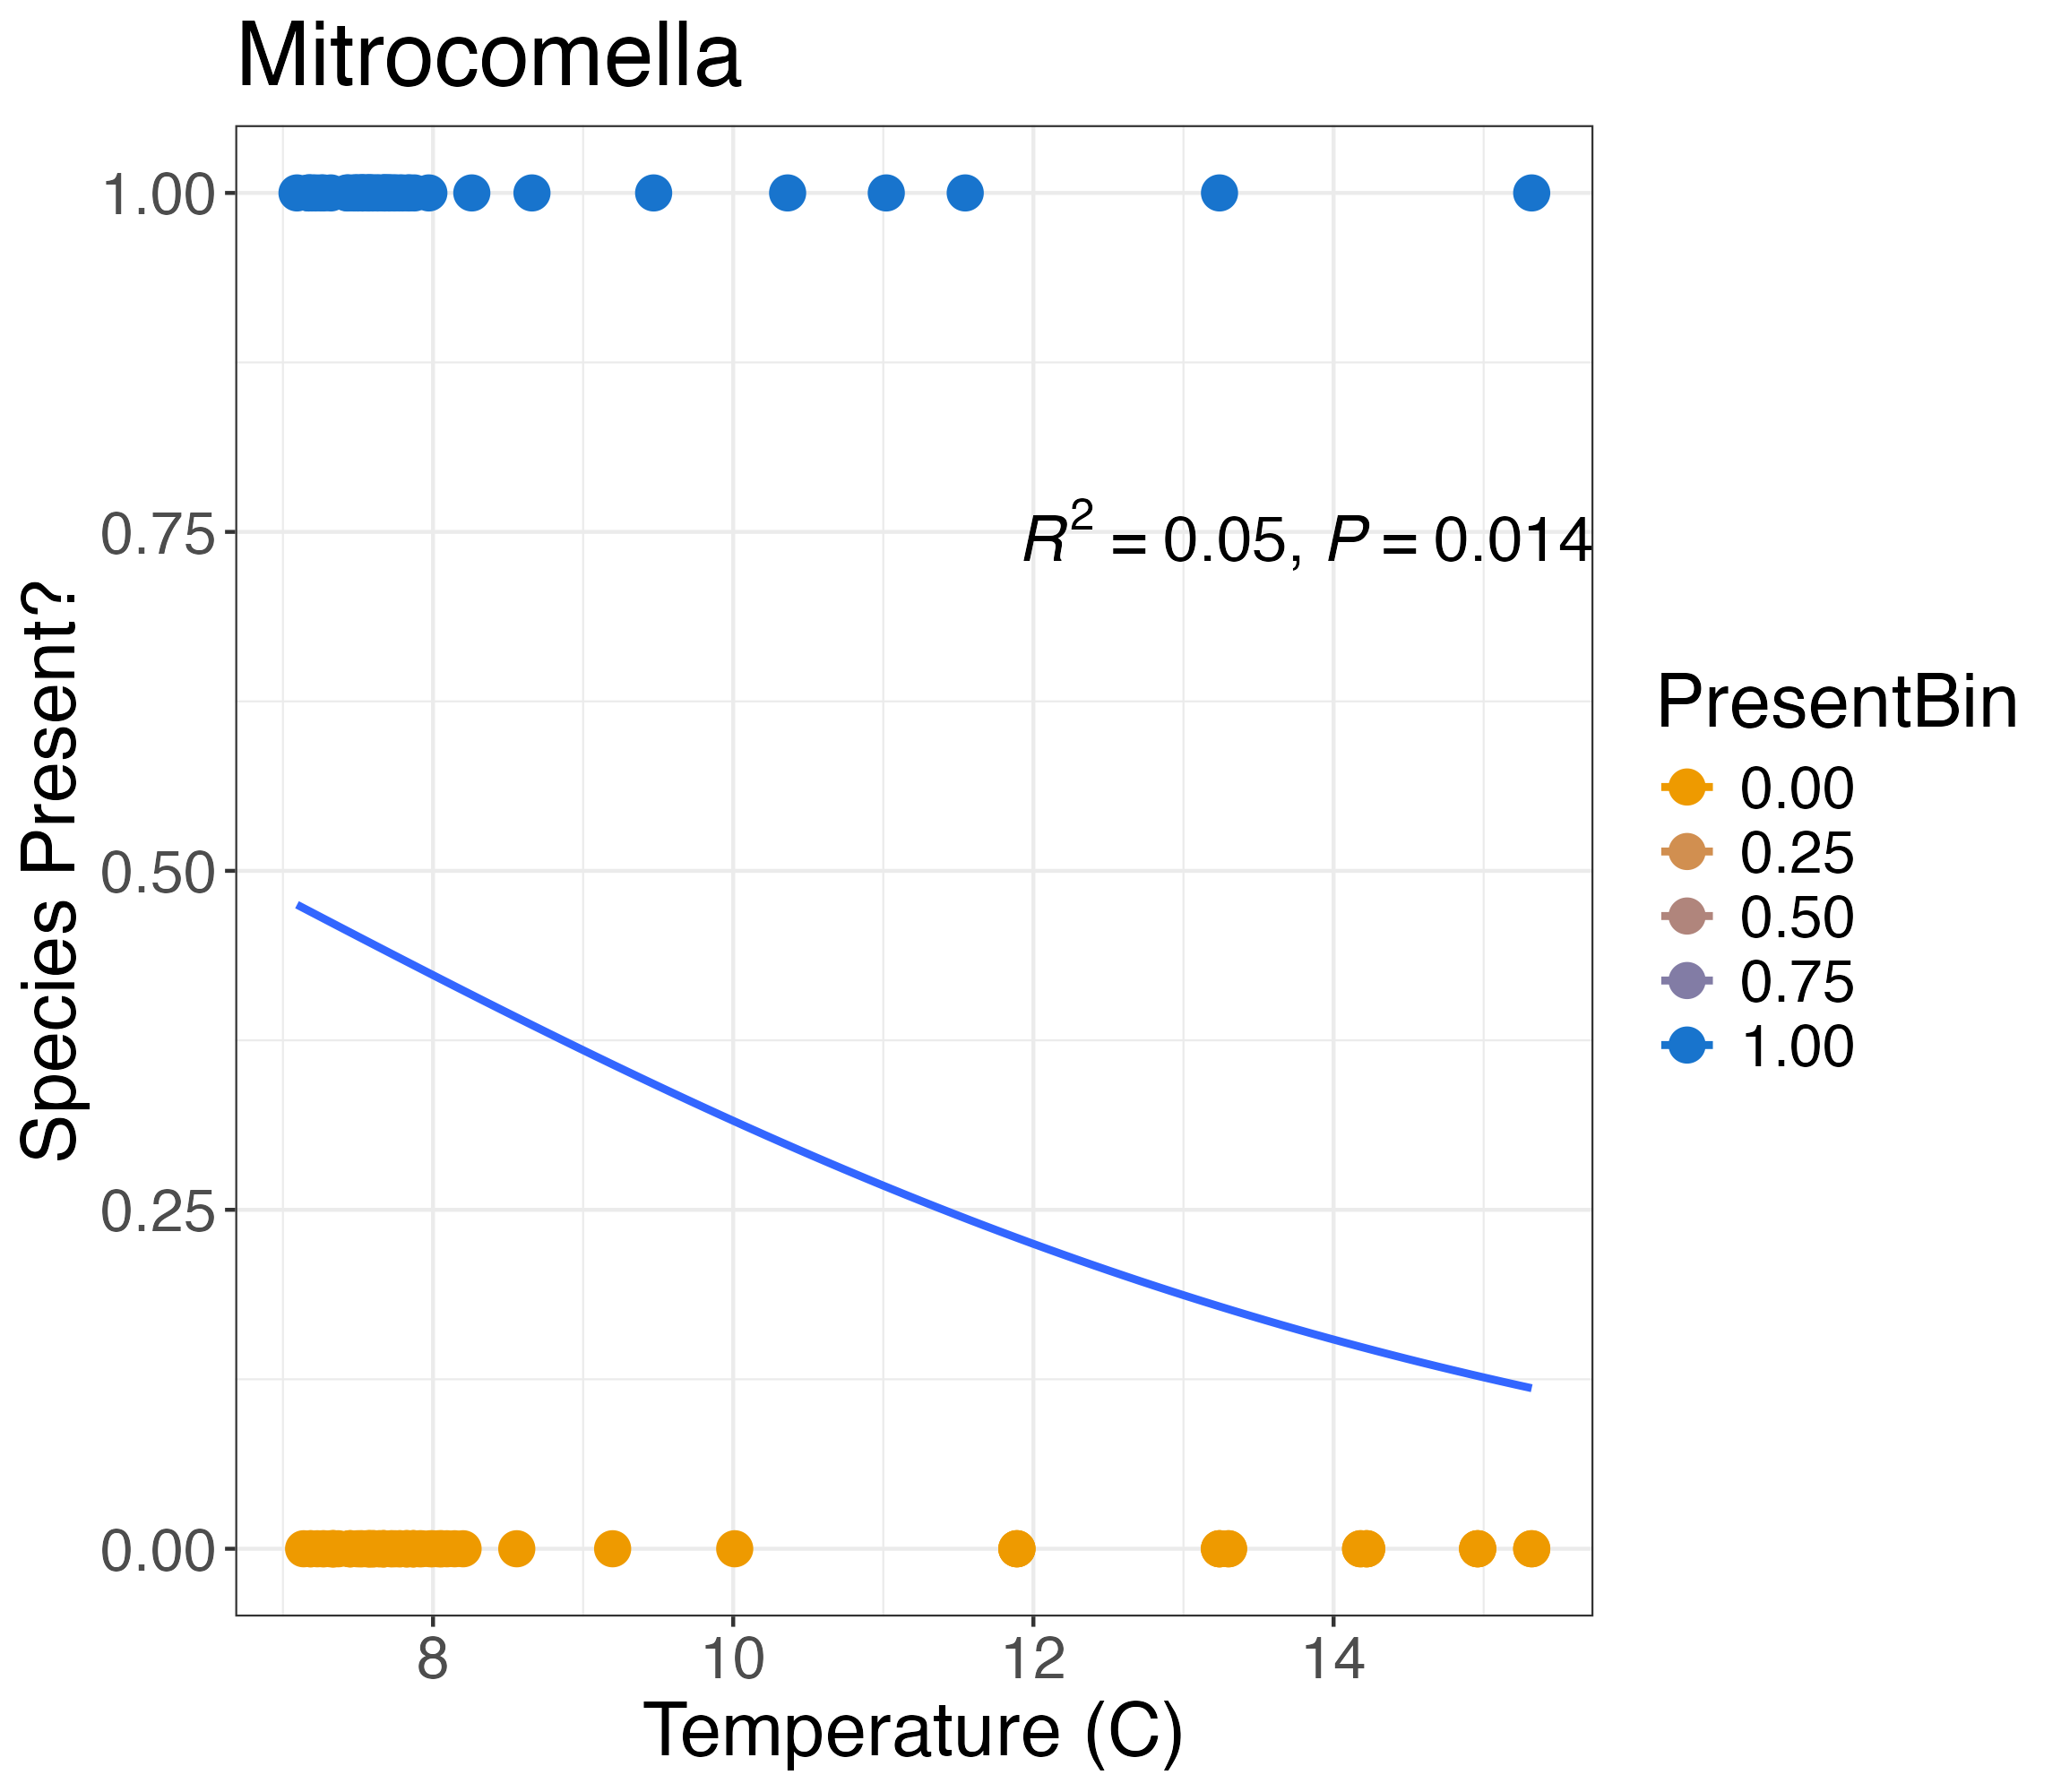 Mitrocomella
1.00
0.75
0.50
0.25
0.00
Species Present?
R² = 0.05, P = 0.014
8 10 12 14
Temperature (C)
PresentBin
0.00
0.25
0.50
0.75
1.00